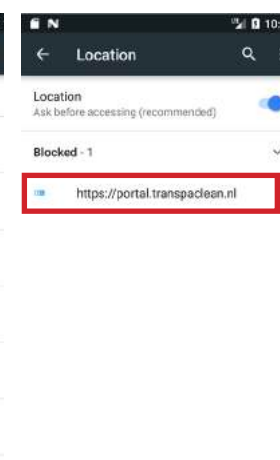 10:
Location
Location
Ask before accessing (recommended)
Blocked - 1
https://portal.transpaclean.nl